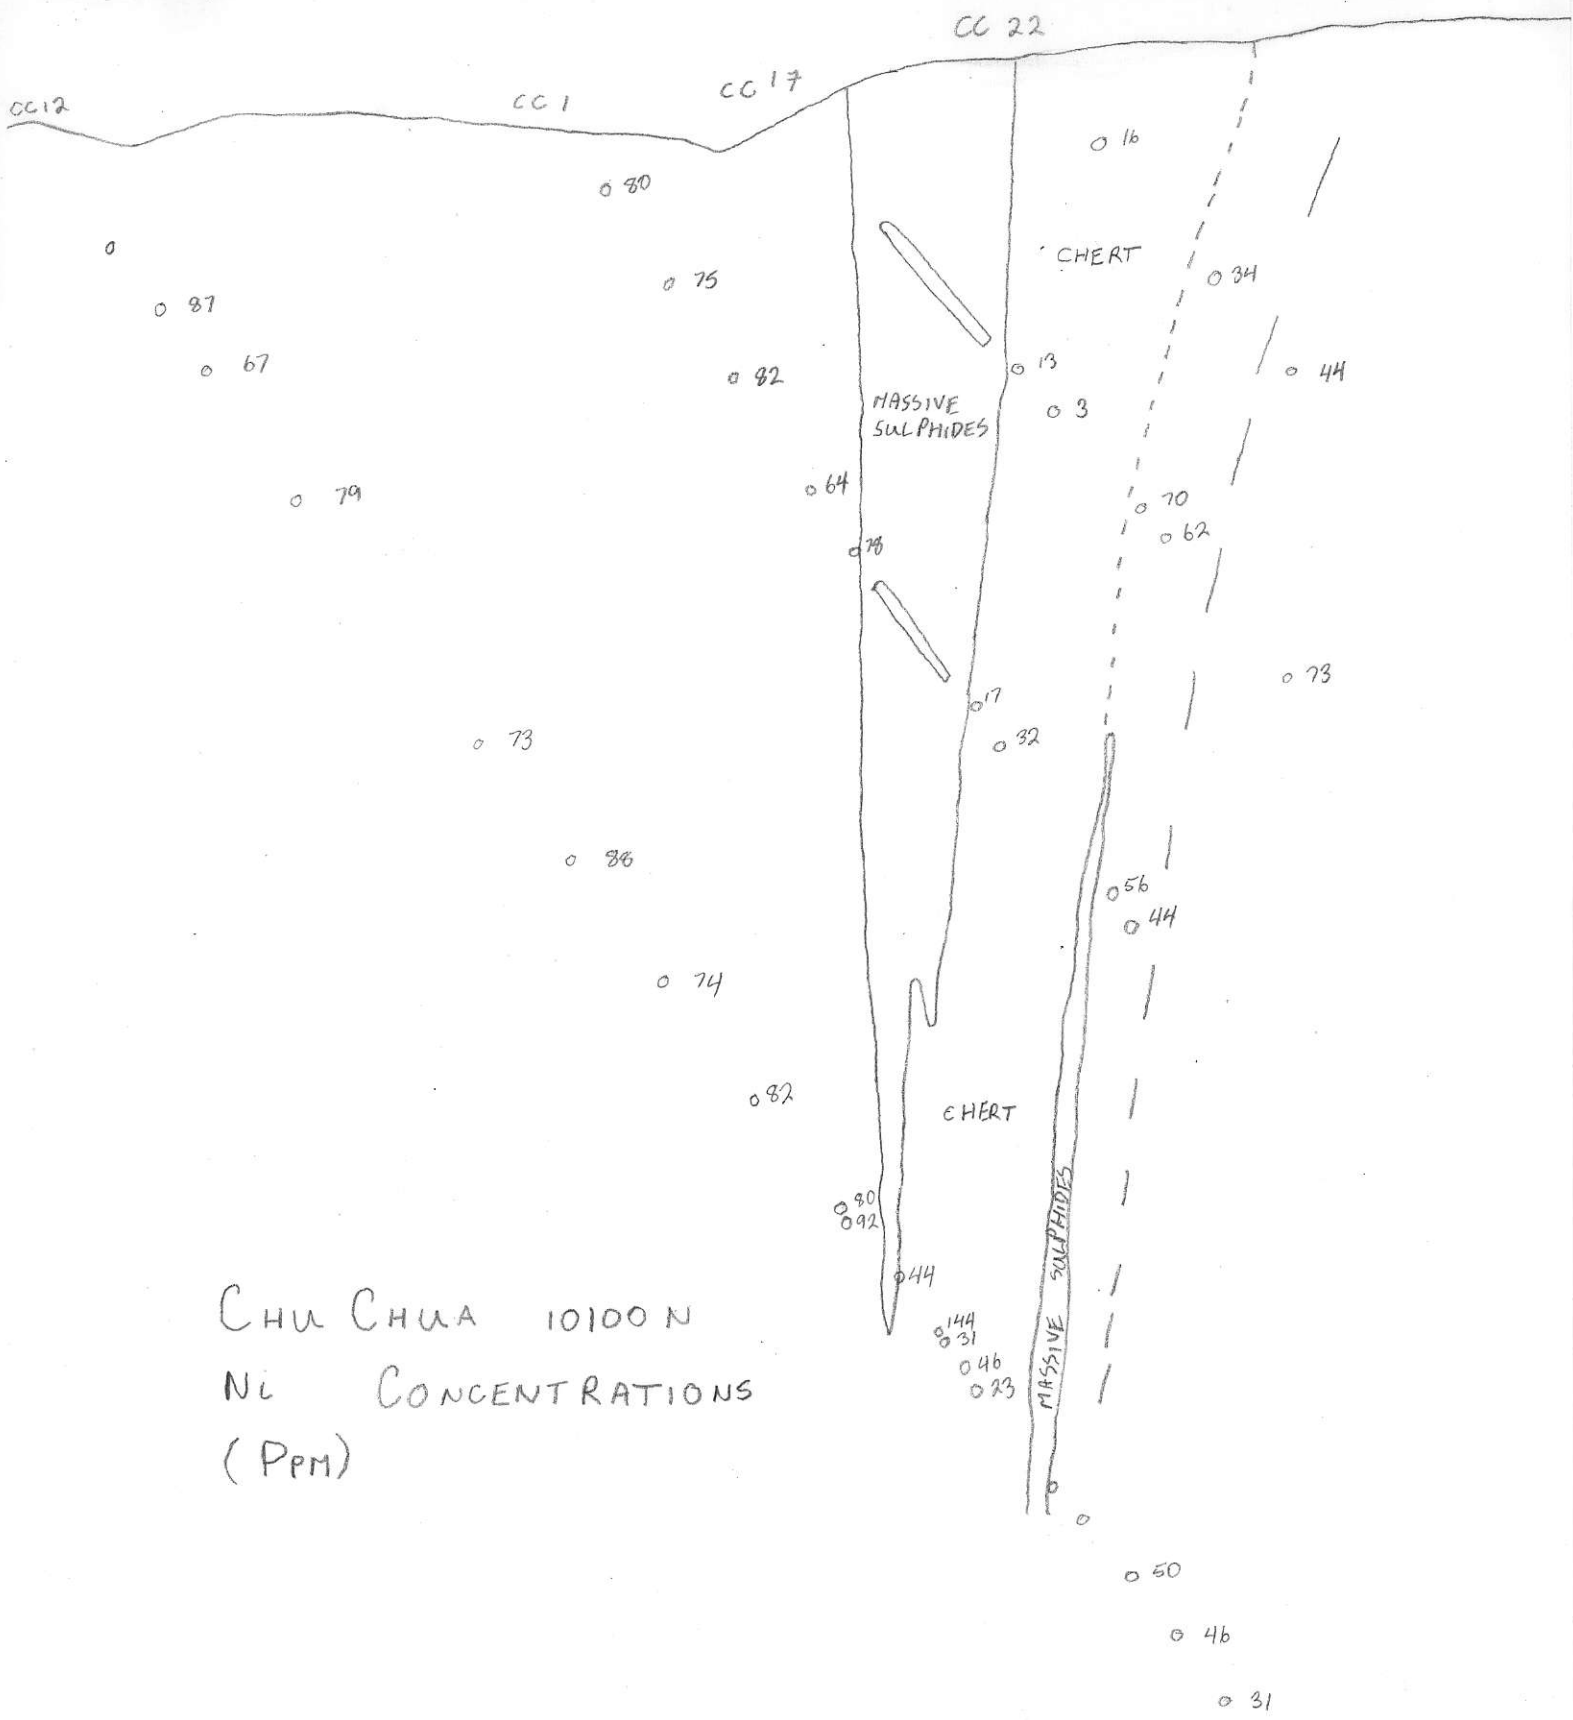 CC 22
CC 17
CC12
CC 1
16
80
CHERT
34
75
87
67
13
44
82
MASSIVE
SULPHIDES
3
64
79
70
62
78
73
17
32
73
88
56
44
74
82
CHERT
80
92
44
MASSIVE SULPHIDES
144
31
46
23
CHU CHUA 10100 N
Ni CONCENTRATIONS
(PPM)
50
46
31